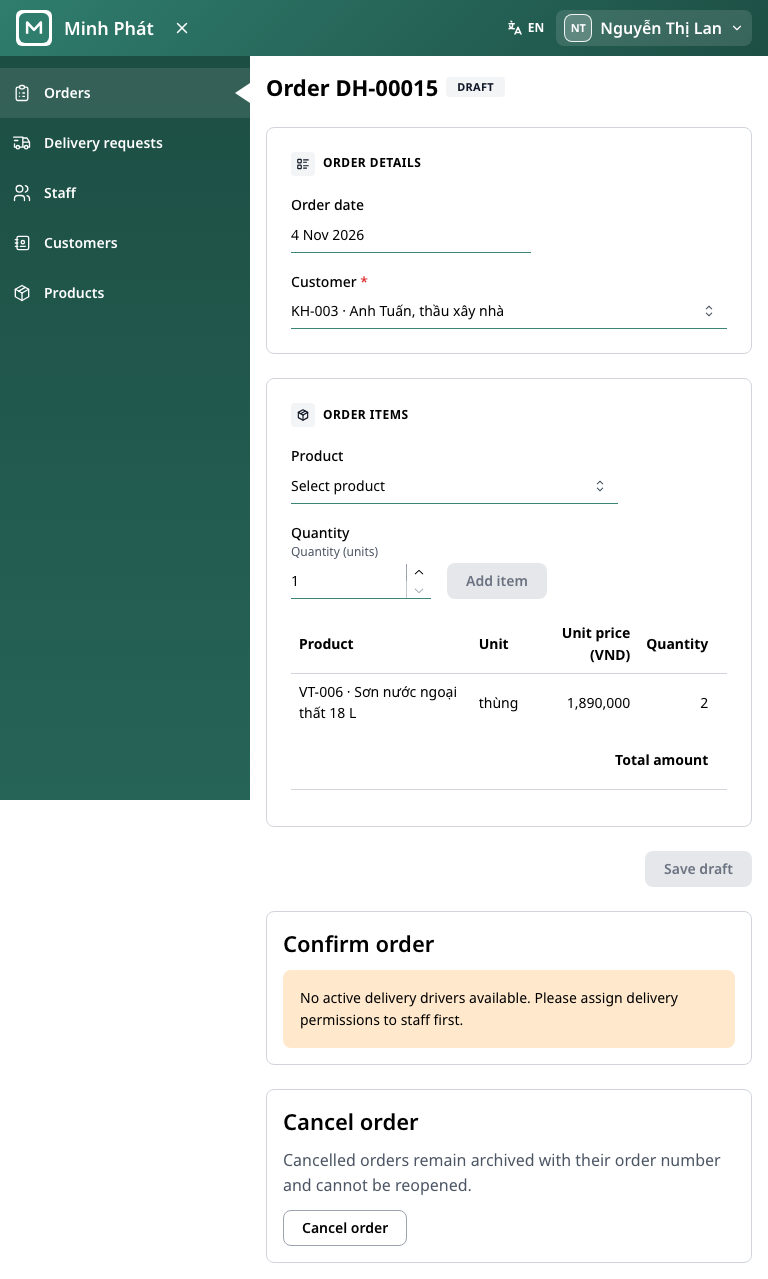 Minh Phát
EN
NT
Nguyễn Thị Lan
Orders
Delivery requests
Staff
Customers
Products
Order DH-00015
DRAFT
ORDER DETAILS
Order date
4 Nov 2026
Customer *
KH-003 · Anh Tuấn, thầu xây nhà
ORDER ITEMS
Product
Select product
Quantity
Quantity (units)
1
Add item
Product Unit Unit price (VND) Quantity
VT-006 · Sơn nước ngoại thất 18 L thùng 1,890,000 2
Total amount
Save draft
Confirm order
No active delivery drivers available. Please assign delivery
permissions to staff first.
Cancel order
Cancelled orders remain archived with their order number
and cannot be reopened.
Cancel order